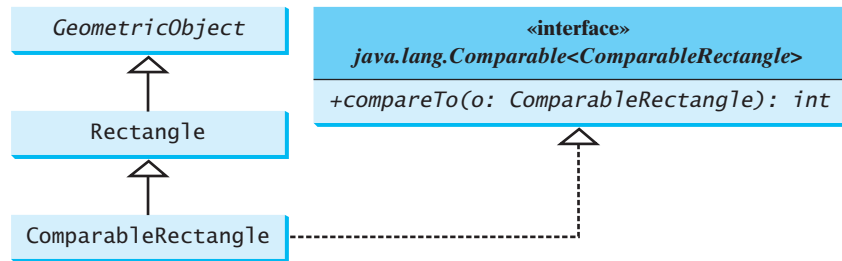 GeometricObject
Rectangle
ComparableRectangle
«interface»
java.lang.Comparable<ComparableRectangle>
+compareTo(o: ComparableRectangle): int